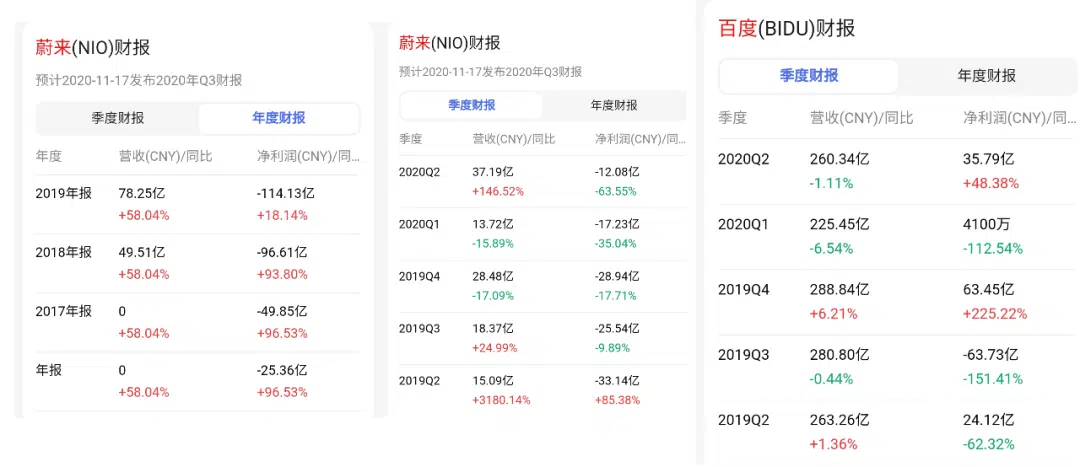 蔚来(NIO)财报
预计2020-11-17发布2020年Q3财报
季度财报 年度财报
年度 营收(CNY)/同比 净利润(CNY)/同...
2019年报 78.25亿 -114.13亿
+58.04% +18.14%
2018年报 49.51亿 -96.61亿
+58.04% +93.80%
2017年报 0 -49.85亿
+58.04% +96.53%
年报 0 -25.36亿
+58.04% +96.53%
蔚来(NIO)财报
预计2020-11-17发布2020年Q3财报
季度财报 年度财报
季度 营收(CNY)/同比 净利润(CNY)/同...
2020Q2 37.19亿 -12.08亿
+146.52% -63.55%
2020Q1 13.72亿 -17.23亿
-15.89% -35.04%
2019Q4 28.48亿 -28.94亿
-17.09% -17.71%
2019Q3 18.37亿 -25.54亿
+24.99% -9.89%
2019Q2 15.09亿 -33.14亿
+3180.14% +85.38%
百度(BIDU)财报
季度财报 年度财报
季度 营收(CNY)/同比 净利润(CNY)/同...
2020Q2 260.34亿 35.79亿
-1.11% +48.38%
2020Q1 225.45亿 4100万
-6.54% -112.54%
2019Q4 288.84亿 63.45亿
+6.21% +225.22%
2019Q3 280.80亿 -63.73亿
-0.44% -151.41%
2019Q2 263.26亿 24.12亿
+1.36% -62.32%